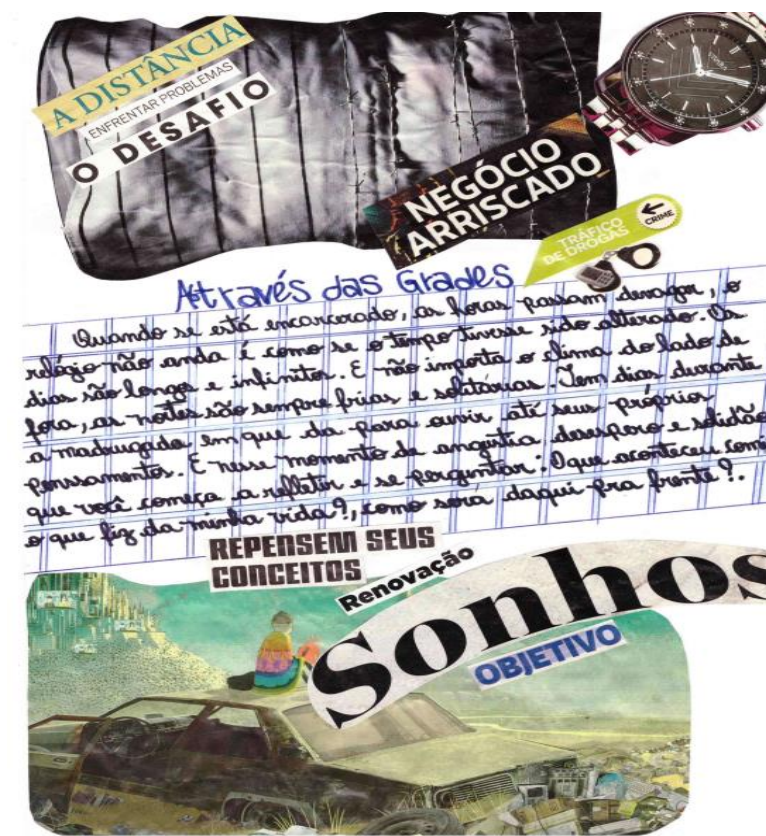 A DISTÂNCIA
ENFRENTAR PROBLEMAS
O DESAFIO
NEGÓCIO
ARRISCADO
CRIME
TRÁFICO
DE DROGAS
Através das Grades
Quando se está encarcerado, as horas passam devagar, o
relógio não anda é como se o tempo tivesse sido alterado. Os
dias são longos e infinitos. E não importa o clima do lado de
fora, as noites são sempre frias e solitárias. Tem dias durante
a madrugada em que da para ouvir até seus próprios
penssamentos. E nesse momento de angústia desespero e solidão
que você começa a refletir e se perguntar: O que aconteceu
o que fiz da minha vida?, como sera daqui pra frente?.
REPENSEM SEUS
CONCEITOS
Renovação
Sonhos
OBJETIVO